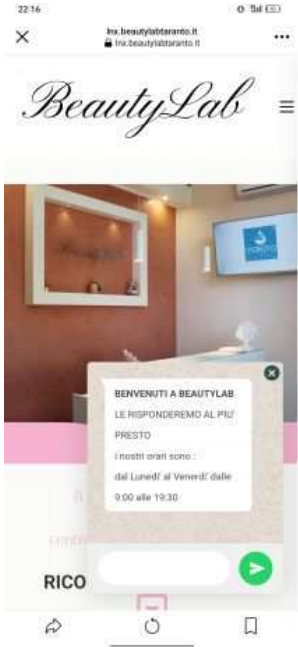 22:16
lnx.beautylabtaranto.it
lnx.beautylabtaranto.it
BeautyLab
BENVENUTI A BEAUTYLAB
LE RISPONDEREMO AL PIU'
PRESTO
i nostri orari sono :
dal Lunedi' al Venerdi' dalle
9:00 alle 19:30
RICO